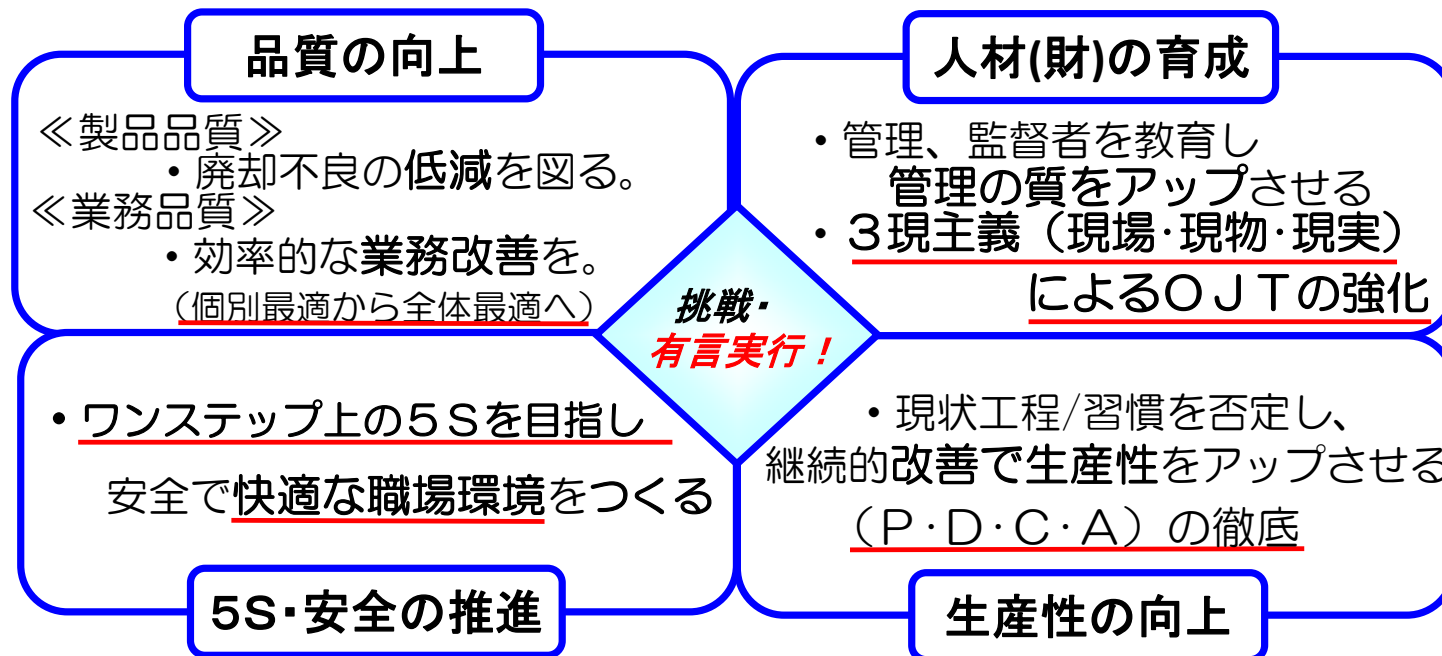 品質の向上
≪製品品質≫
・廃却不良の低減を図る。
≪業務品質≫
・効率的な業務改善を。
（個別最適から全体最適へ）
人材(財)の育成
・管理、監督者を教育し
管理の質をアップさせる
・３現主義（現場･現物･現実）
によるＯＪＴの強化
挑戦・
有言実行！
・ワンステップ上の５Ｓを目指し
安全で快適な職場環境をつくる
5S・安全の推進
・現状工程/習慣を否定し、
継続的改善で生産性をアップさせる
（Ｐ･Ｄ･Ｃ･Ａ）の徹底
生産性の向上